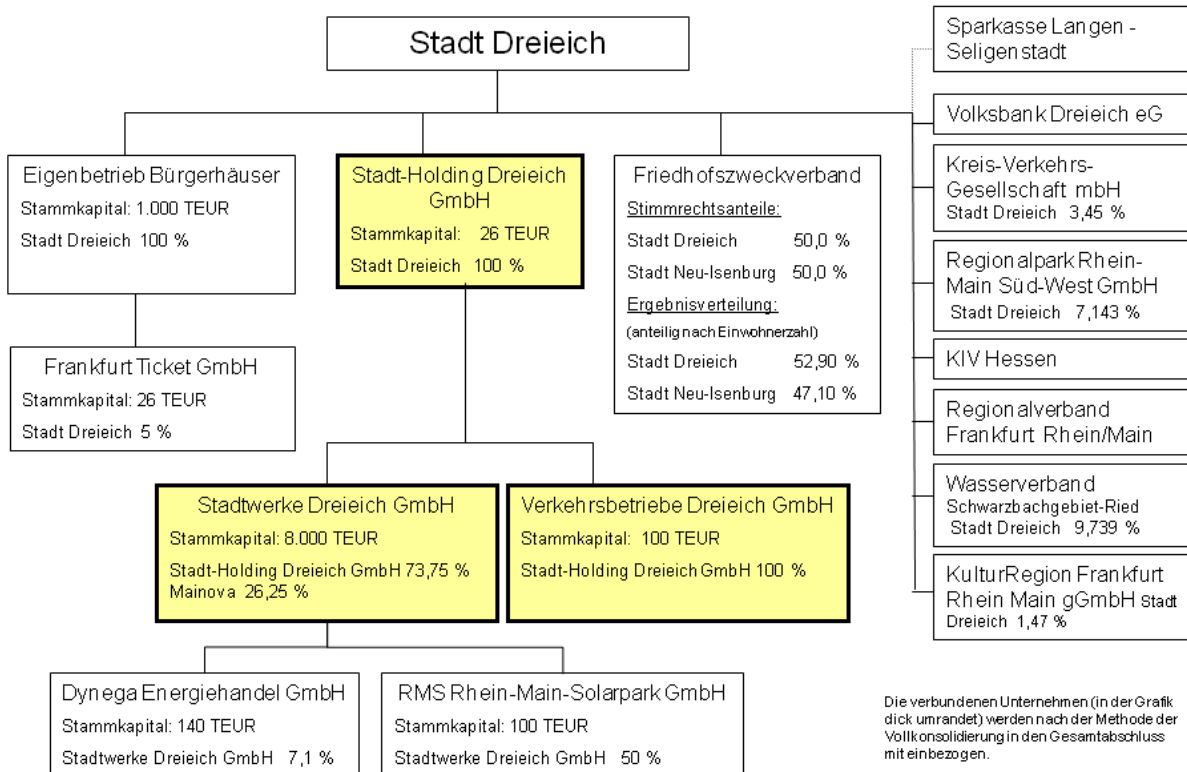 Stadt Dreieich
Eigenbetrieb Bürgerhäuser
Stammkapital: 1.000 TEUR
Stadt Dreieich 100 %
Frankfurt Ticket GmbH
Stammkapital: 26 TEUR
Stadt Dreieich 5 %
Stadt-Holding Dreieich
GmbH
Stammkapital: 26 TEUR
Stadt Dreieich 100 %
Friedhofszweckverband
Stimmrechtsanteile:
Stadt Dreieich 50,0 %
Stadt Neu-Isenburg 50,0 %
Ergebnisverteilung:
(anteilig nach Einwohnerzahl)
Stadt Dreieich 52,90 %
Stadt Neu-Isenburg 47,10 %
Stadtwerke Dreieich GmbH
Stammkapital: 8.000 TEUR
Stadt-Holding Dreieich GmbH 73,75 %
Mainova 26,25 %
Verkehrsbetriebe Dreieich GmbH
Stammkapital: 100 TEUR
Stadt-Holding Dreieich GmbH 100 %
Dynega Energiehandel GmbH
Stammkapital: 140 TEUR
Stadtwerke Dreieich GmbH 7,1 %
RMS Rhein-Main-Solarpark GmbH
Stammkapital: 100 TEUR
Stadtwerke Dreieich GmbH 50 %
Sparkasse Langen -
Seligenstadt
Volksbank Dreieich eG
Kreis-Verkehrs-
Gesellschaft mbH
Stadt Dreieich 3,45 %
Regionalpark Rhein-
Main Süd-West GmbH
Stadt Dreieich 7,143 %
KIV Hessen
Regionalverband
Frankfurt Rhein/Main
Wasserverband
Schwarzbachgebiet-Ried
Stadt Dreieich 9,739 %
KulturRegion Frankfurt
Rhein Main gGmbH Stadt
Dreieich 1,47 %
Die verbundenen Unternehmen (in der Grafik
dick umrandet) werden nach der Methode der
Vollkonsolidierung in den Gesamtabschluss
mit einbezogen.